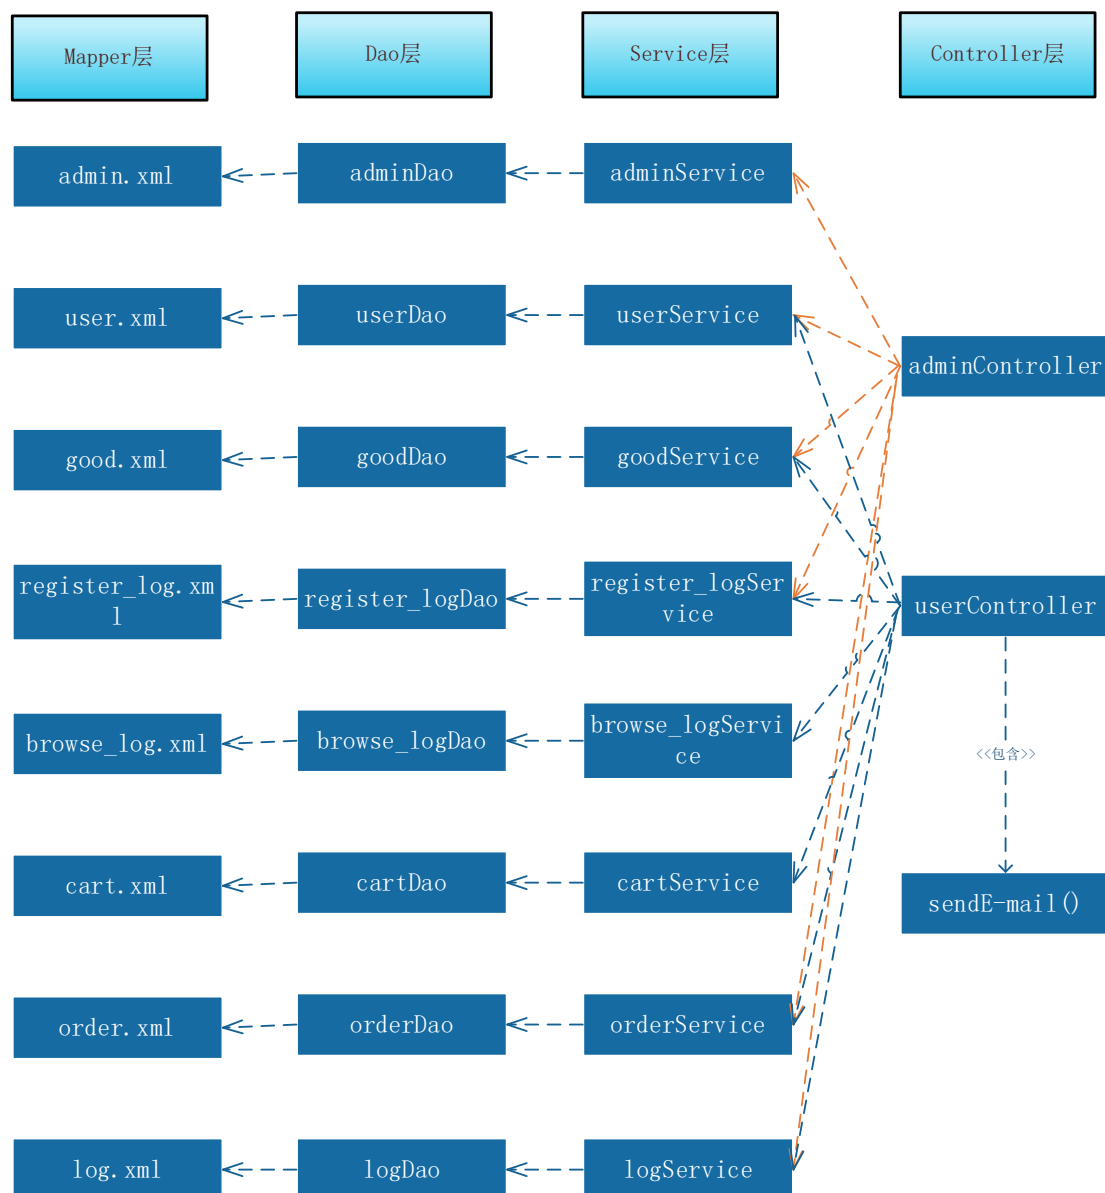 Mapper层
Dao层
Service层
Controller层
admin.xml
adminDao
adminService
user.xml
userDao
userService
adminController
good.xml
goodDao
goodService
register_log.xm
l
register_logDao
register_logSer
vice
userController
browse_log.xml
browse_logDao
browse_logServi
ce
<<包含>>
cart.xml
cartDao
cartService
sendE-mail()
order.xml
orderDao
orderService
log.xml
logDao
logService